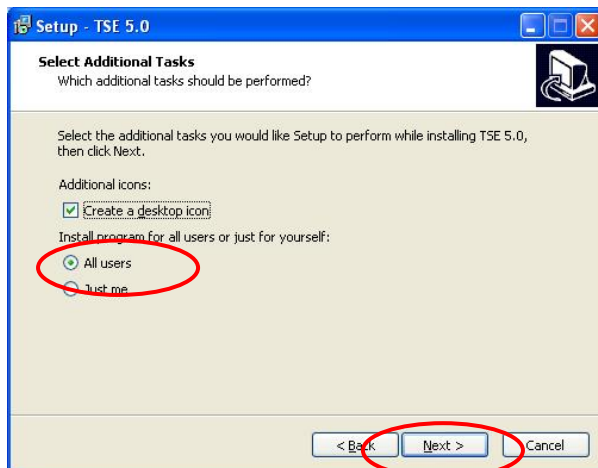 Setup - TSE 5.0
Select Additional Tasks
Which additional tasks should be performed?
Select the additional tasks you would like Setup to perform while installing TSE 5.0,
then click Next.
Additional icons:
Create a desktop icon
Install program for all users or just for yourself:
All users
Just me
< Back
Next >
Cancel